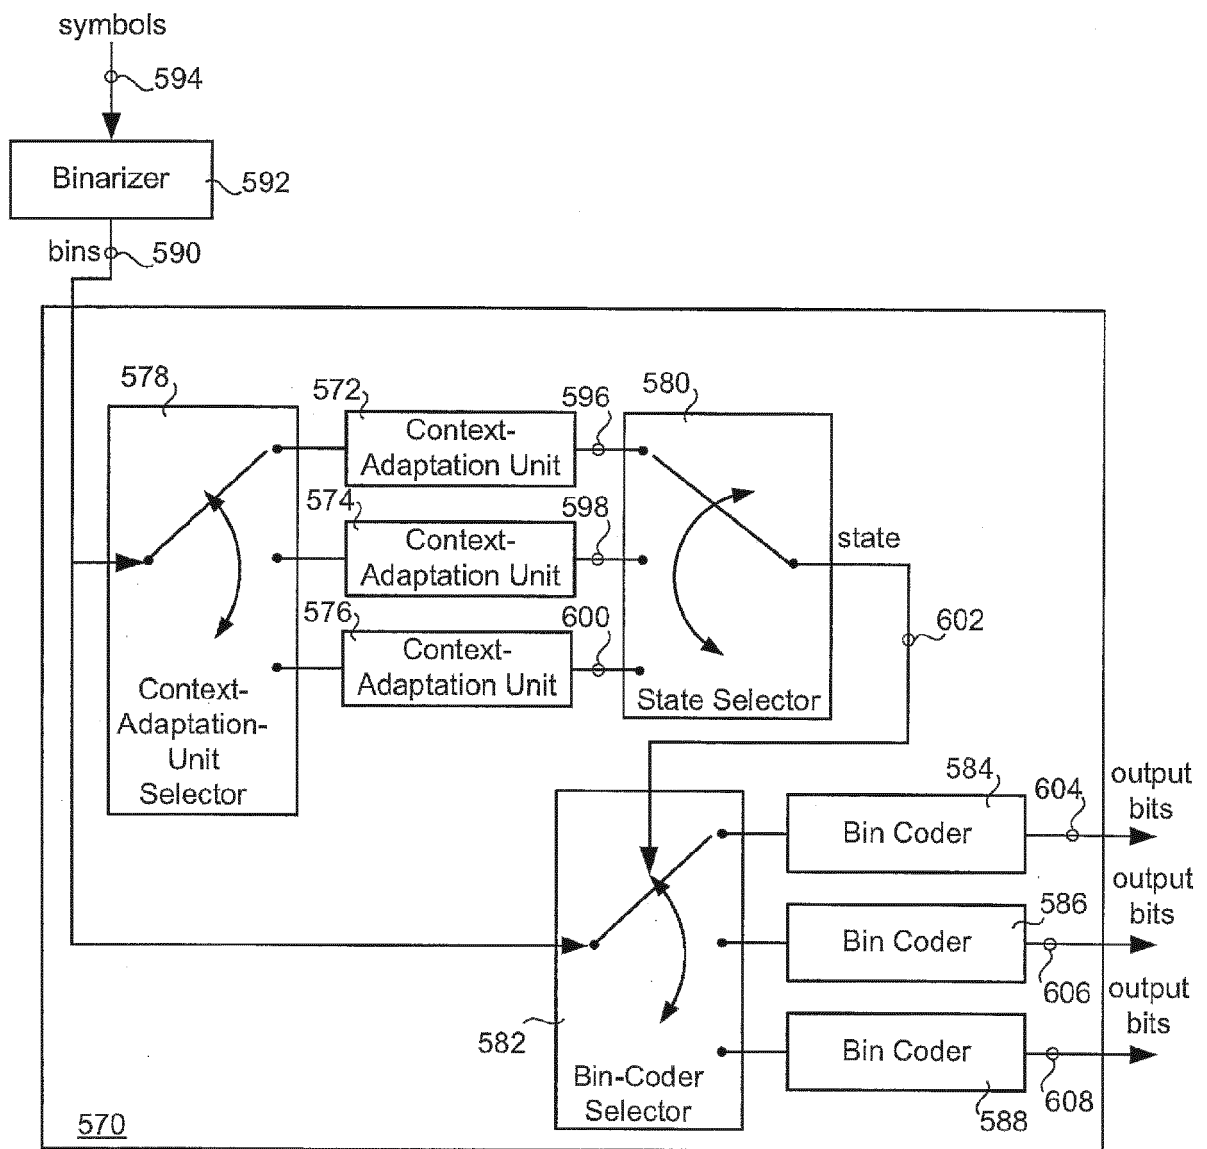 symbols
594
Binarizer
592
bins
590
578
572
596
580
Context-
Adaptation Unit
574
598
Context-
Adaptation Unit
state
576
600
602
Context-
Adaptation Unit
Context-
Adaptation-
Unit
Selector
State Selector
584
604
output
bits
Bin Coder
586
output
bits
Bin Coder
606
output
bits
582
Bin Coder
608
588
Bin-Coder
Selector
570